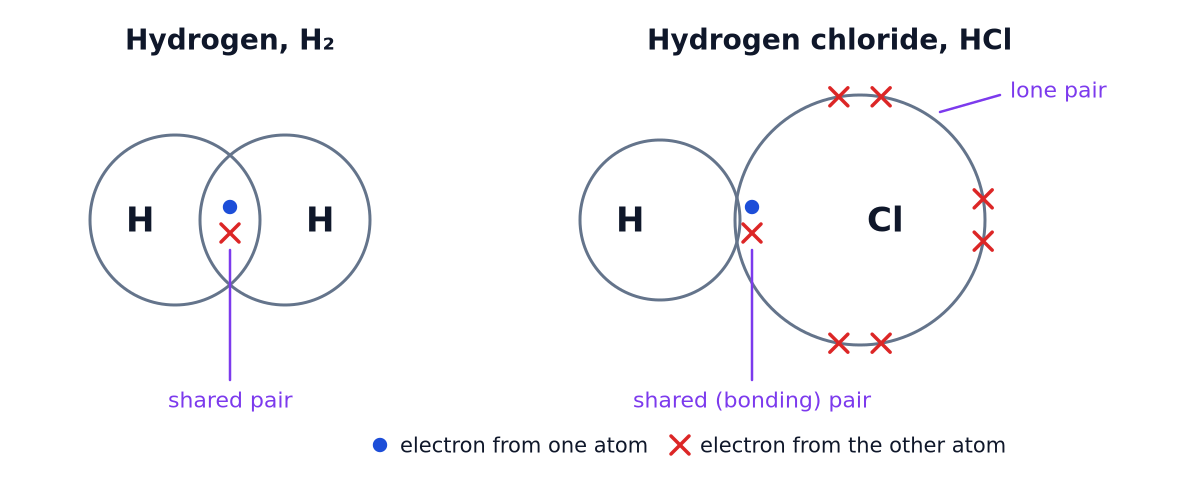 Hydrogen, H₂
Hydrogen chloride, HCl
lone pair
H
H
H
Cl
shared pair
shared (bonding) pair
electron from one atom
electron from the other atom